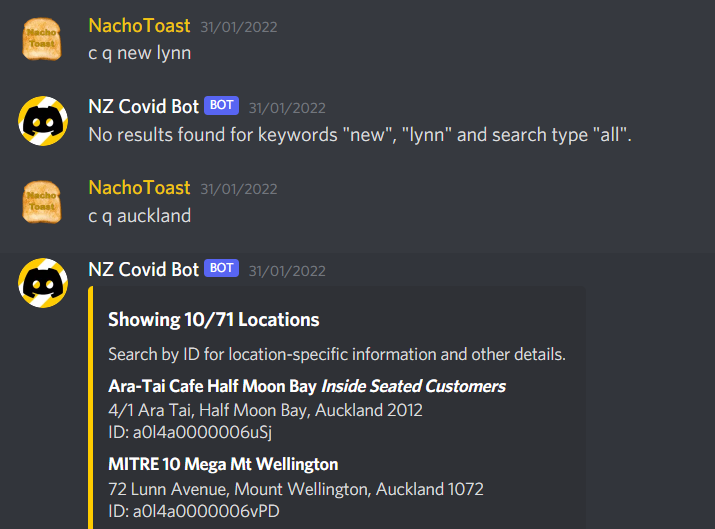 NachoToast 31/01/2022
Nacho
Toast
c q new lynn
NZ Covid Bot BOT 31/01/2022
No results found for keywords "new", "lynn" and search type "all".
NachoToast 31/01/2022
Nacho
Toast
c q auckland
NZ Covid Bot BOT 31/01/2022
Showing 10/71 Locations
Search by ID for location-specific information and other details.
Ara-Tai Cafe Half Moon Bay Inside Seated Customers
4/1 Ara Tai, Half Moon Bay, Auckland 2012
ID: a0l4a0000006uSj
MITRE 10 Mega Mt Wellington
72 Lunn Avenue, Mount Wellington, Auckland 1072
ID: a0l4a0000006vPD